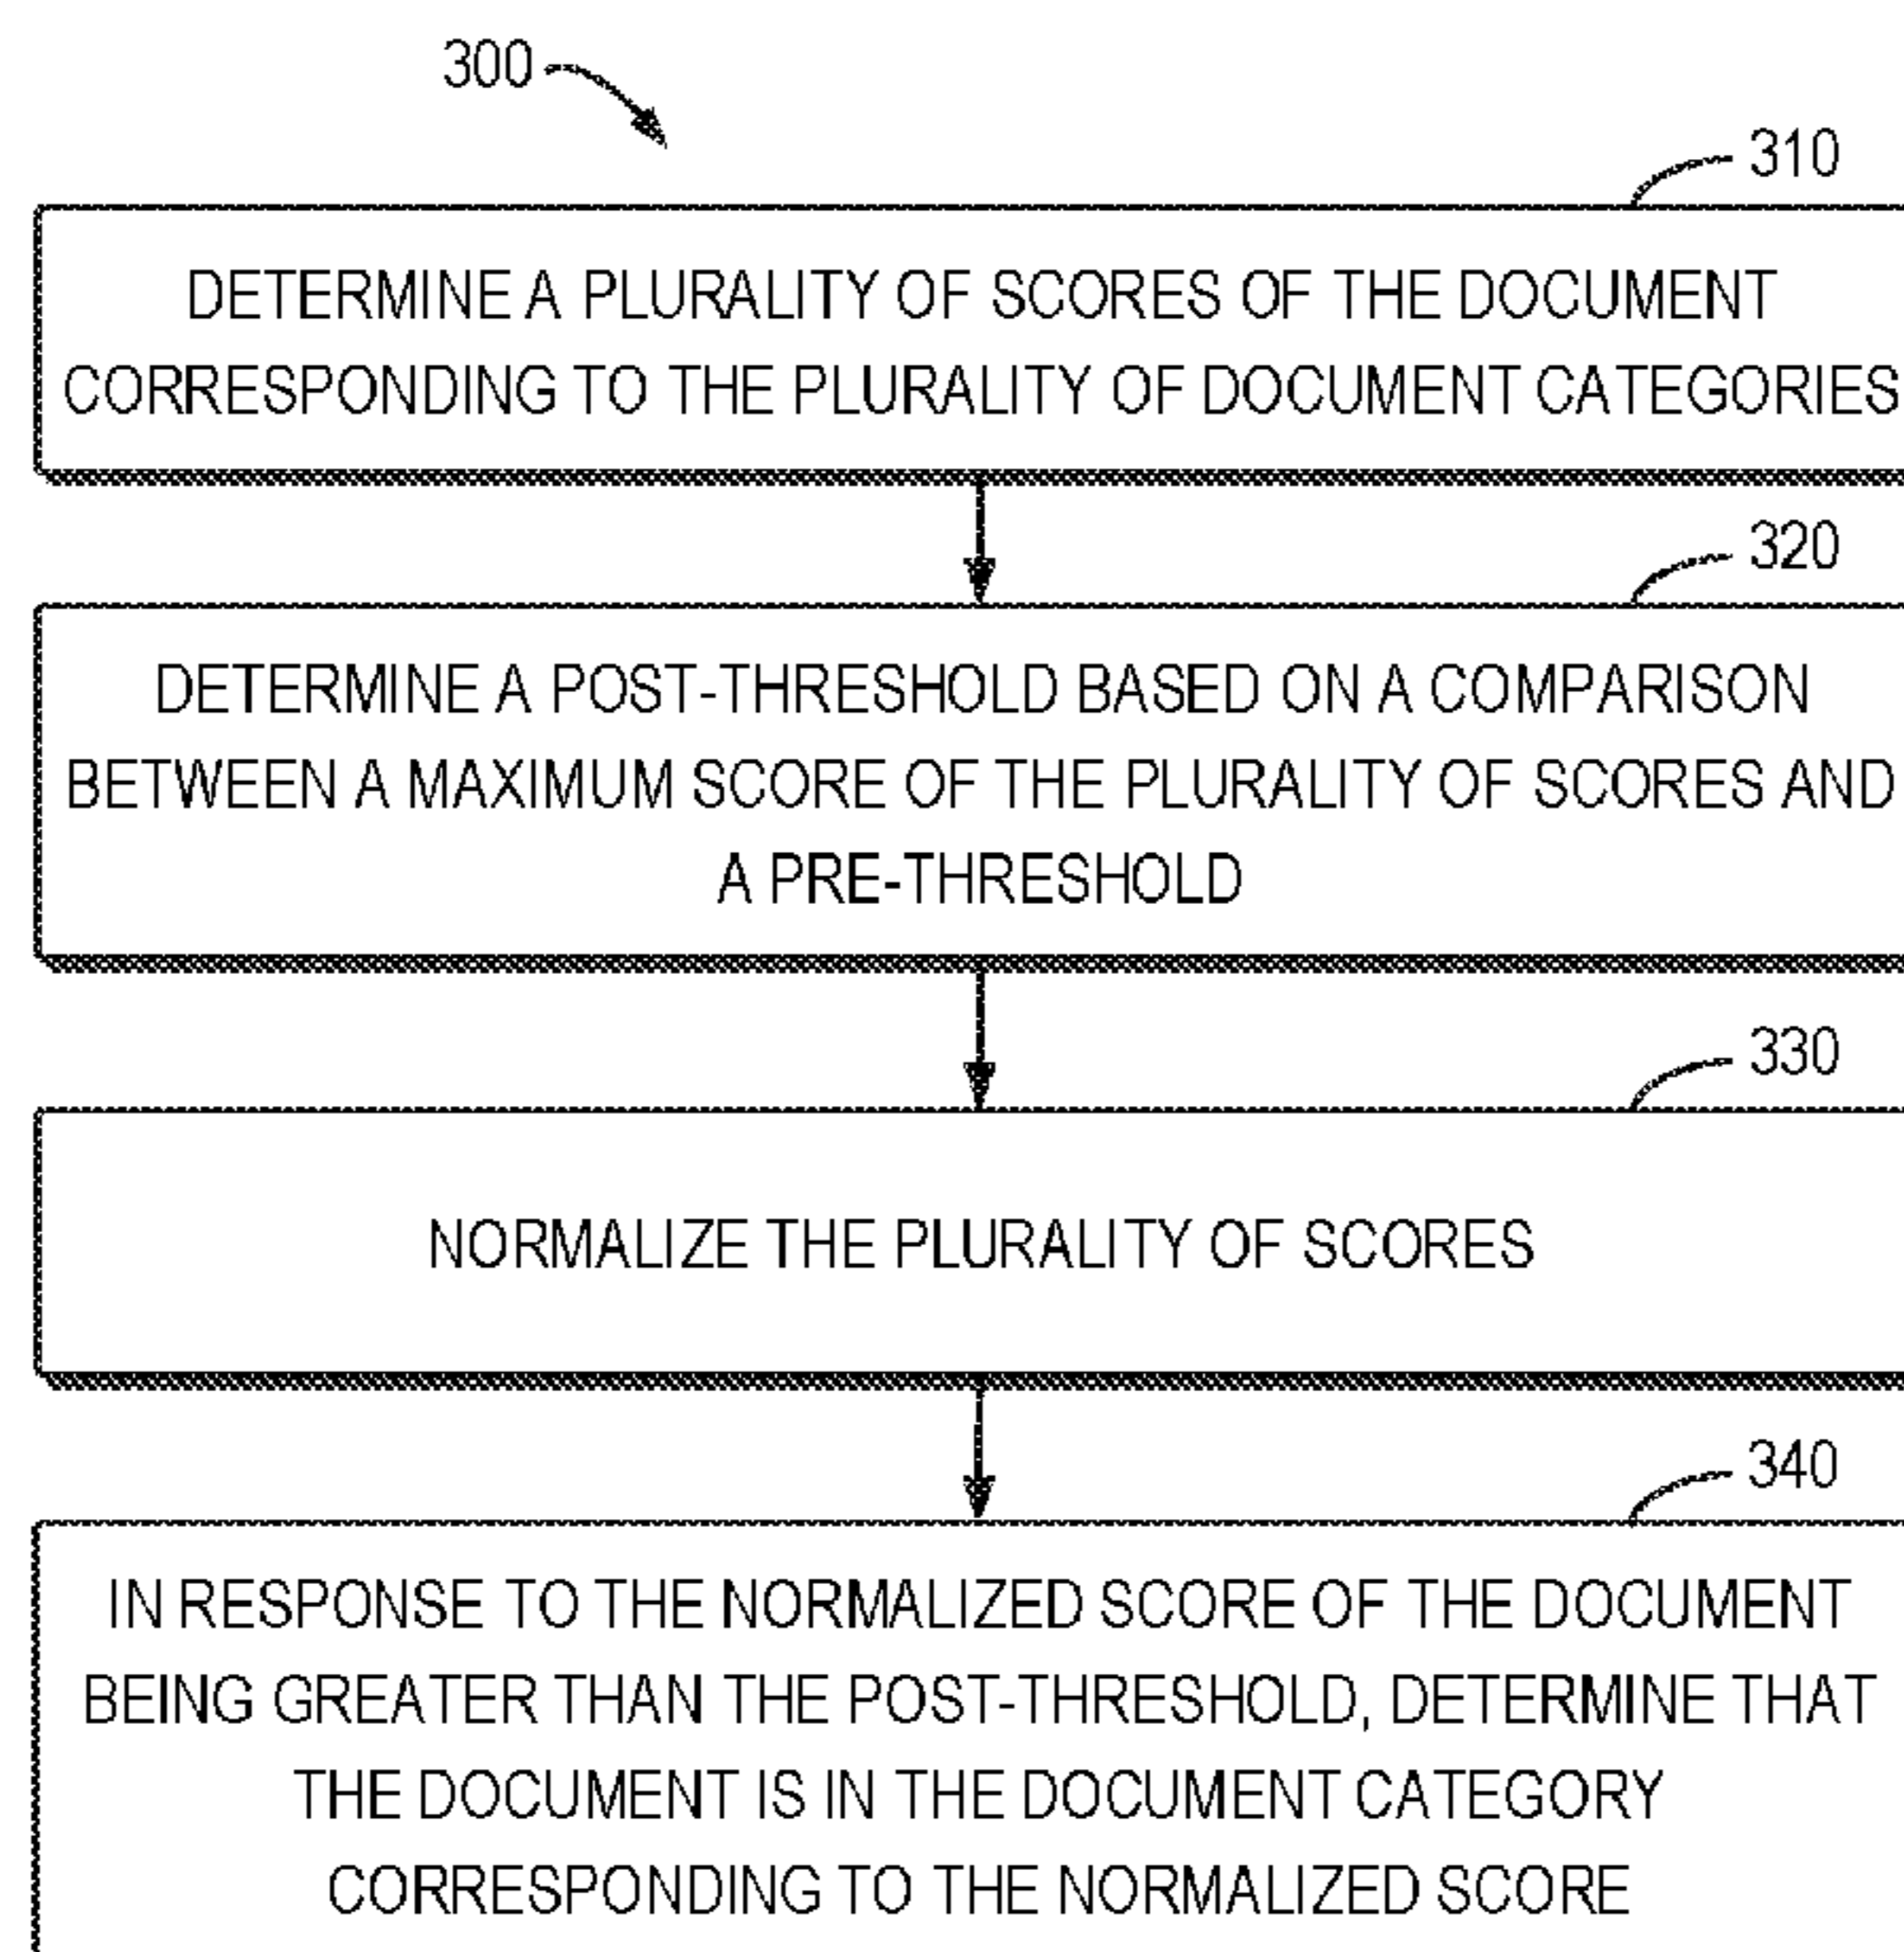 300
310
DETERMINE A PLURALITY OF SCORES OF THE DOCUMENT
CORRESPONDING TO THE PLURALITY OF DOCUMENT CATEGORIES
320
DETERMINE A POST-THRESHOLD BASED ON A COMPARISON
BETWEEN A MAXIMUM SCORE OF THE PLURALITY OF SCORES AND
A PRE-THRESHOLD
330
NORMALIZE THE PLURALITY OF SCORES
340
IN RESPONSE TO THE NORMALIZED SCORE OF THE DOCUMENT
BEING GREATER THAN THE POST-THRESHOLD, DETERMINE THAT
THE DOCUMENT IS IN THE DOCUMENT CATEGORY
CORRESPONDING TO THE NORMALIZED SCORE